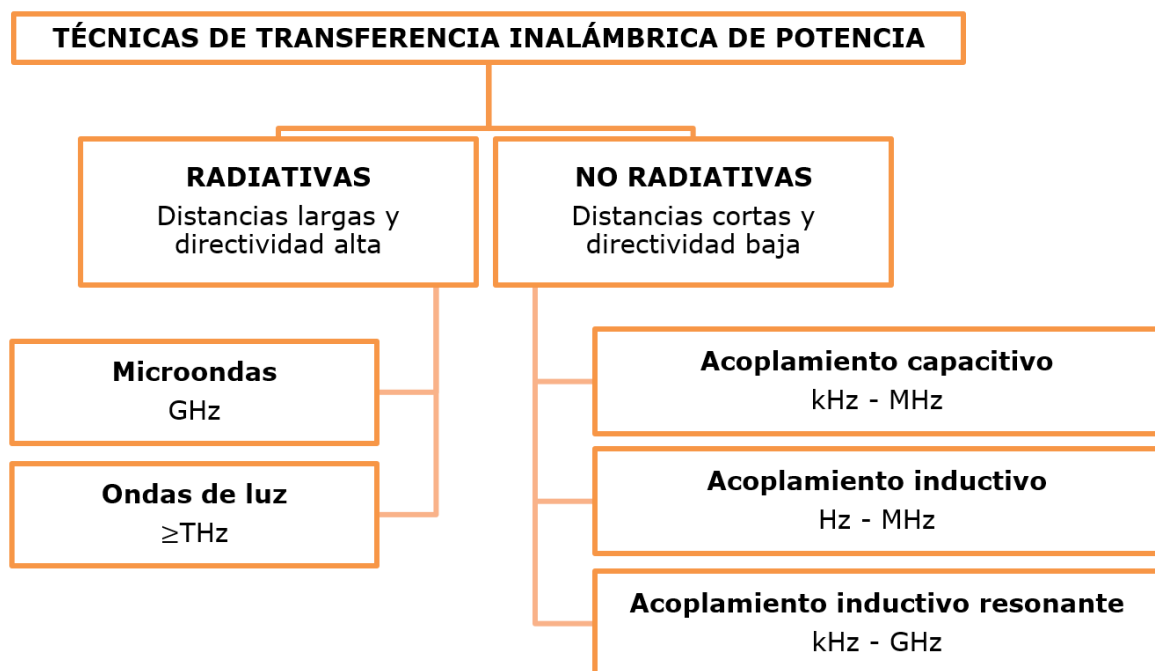 TÉCNICAS DE TRANSFERENCIA INALÁMBRICA DE POTENCIA
RADIATIVAS
Distancias largas y
directividad alta
NO RADIATIVAS
Distancias cortas y
directividad baja
Microondas
GHz
Ondas de luz
≥THz
Acoplamiento capacitivo
kHz - MHz
Acoplamiento inductivo
Hz - MHz
Acoplamiento inductivo resonante
kHz - GHz